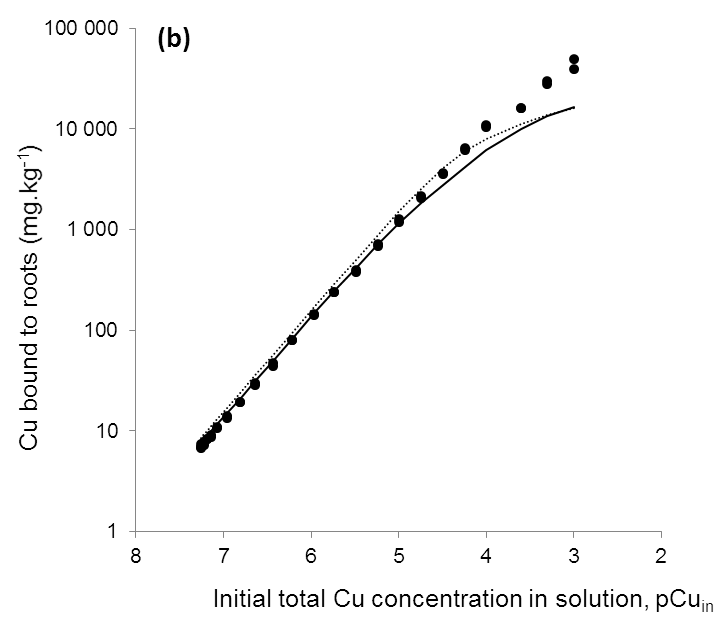 100 000
(b)
10 000
1 000
100
10
1
Cu bound to roots (mg.kg-1)
8 7 6 5 4 3 2
Initial total Cu concentration in solution, pCuin